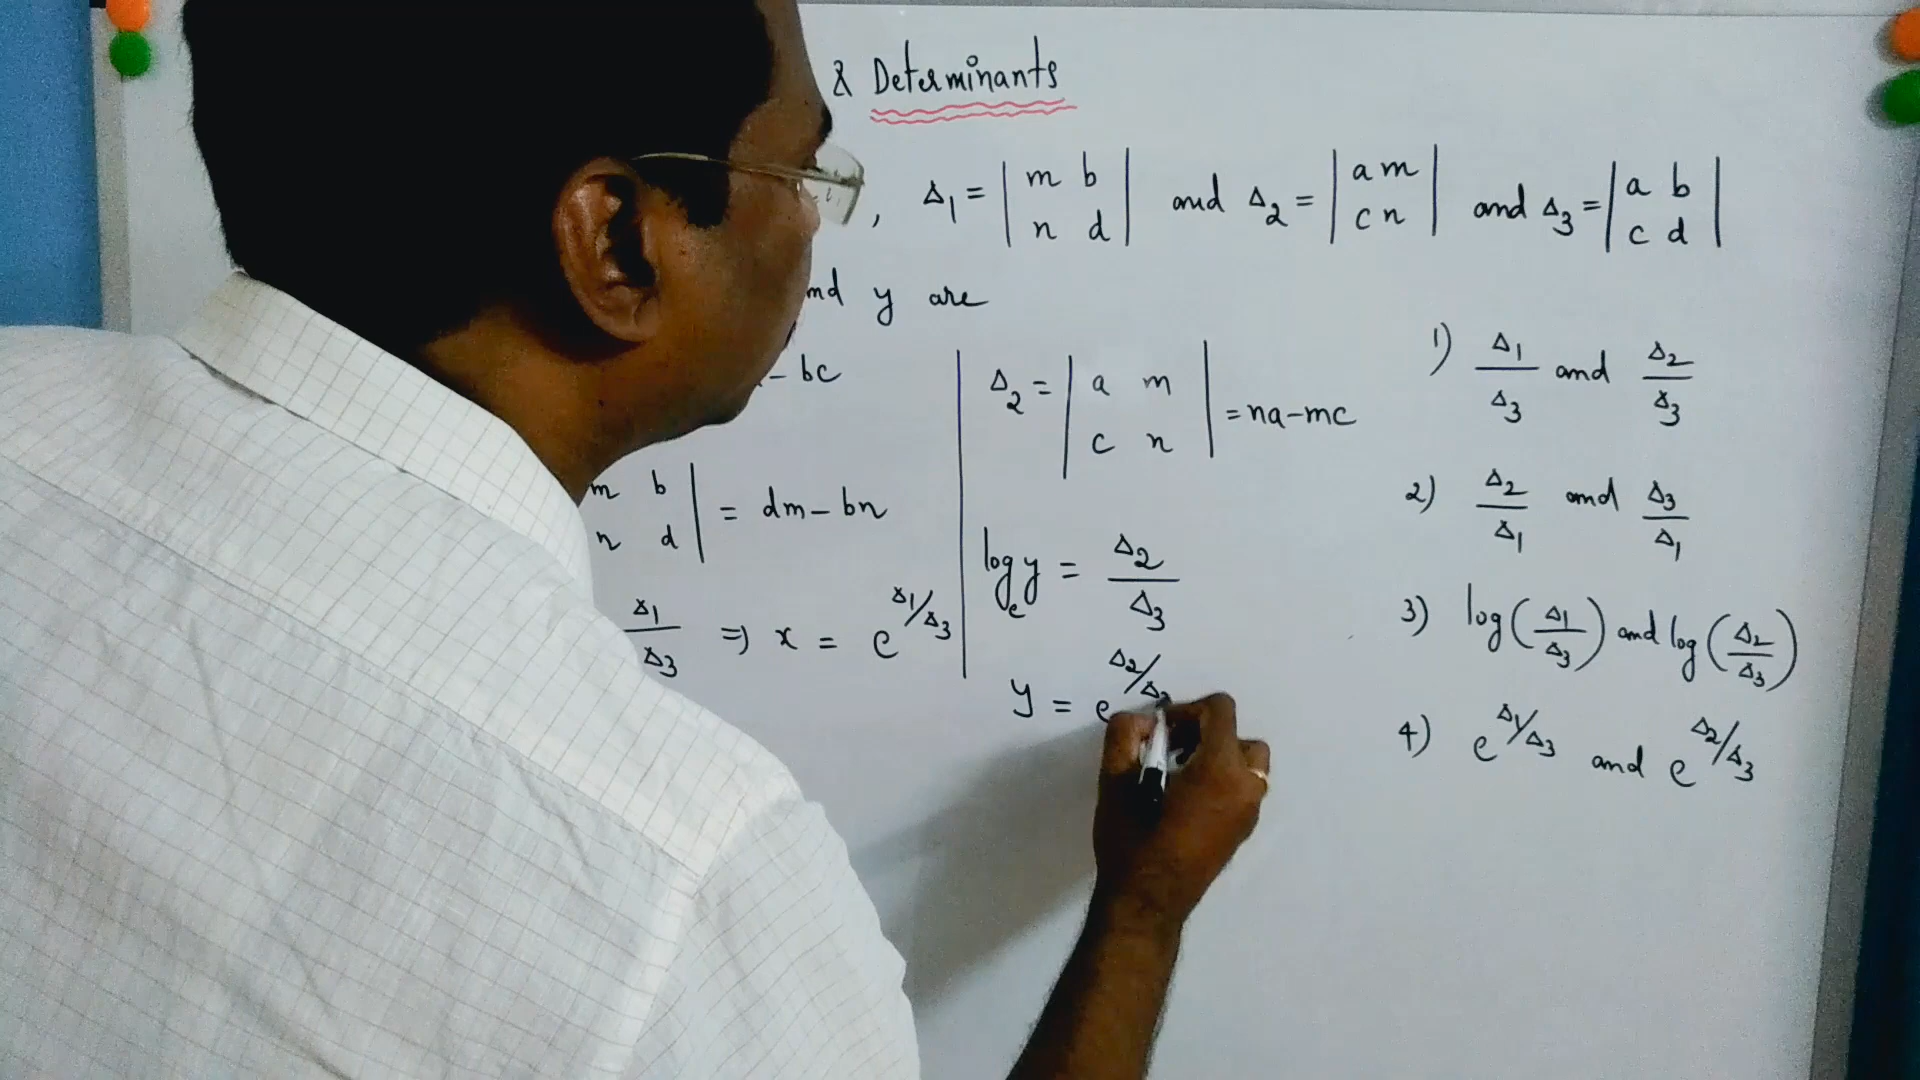 & Determinants
, Δ1 = | m b | and Δ2 = | a m | and Δ3 = | a b |
| n d | | c n | | c d |
and y are
- bc
Δ2 = | a m | = na - mc
| c n |
m b | = dm - bn
n d |
Δ1/Δ3 ⇒ x = e^Δ1/Δ3
log_e y = Δ2/Δ3
y = e^Δ2/Δ3
1) Δ1/Δ3 and Δ2/Δ3
2) Δ2/Δ1 and Δ3/Δ1
3) log(Δ1/Δ3) and log(Δ2/Δ3)
4) e^Δ1/Δ3 and e^Δ2/Δ3